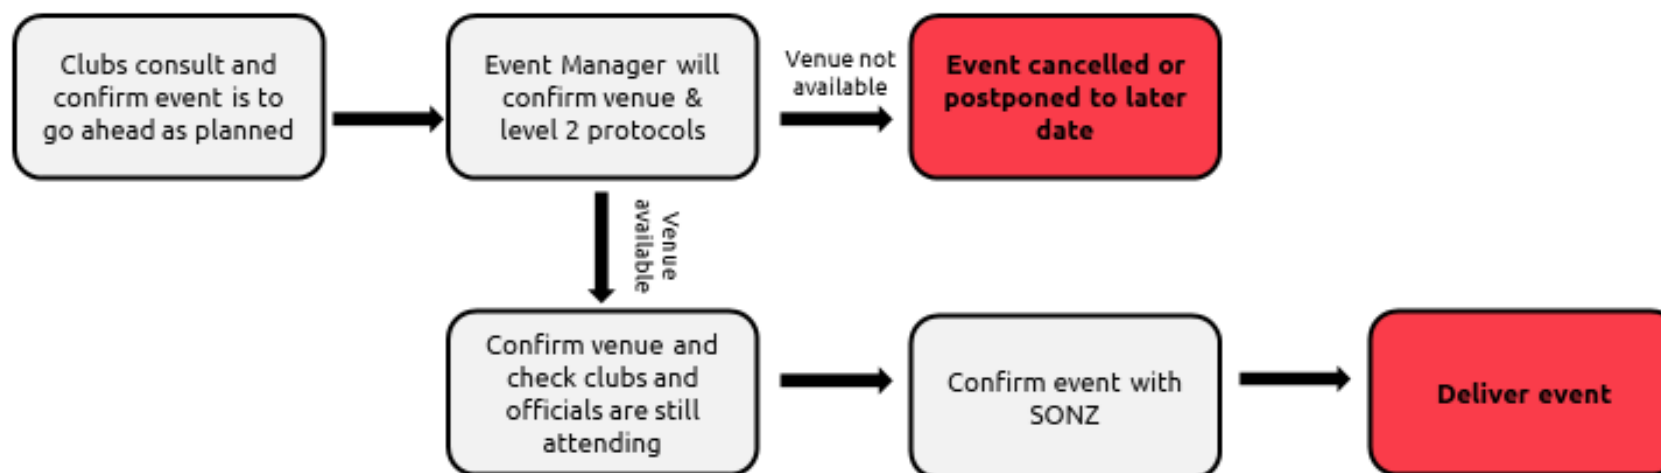 Clubs consult and
confirm event is to
go ahead as planned
Event Manager will
confirm venue &
level 2 protocols
Venue not
available
Event cancelled or
postponed to later
date
Venue
available
Confirm venue and
check clubs and
officials are still
attending
Confirm event with
SONZ
Deliver event